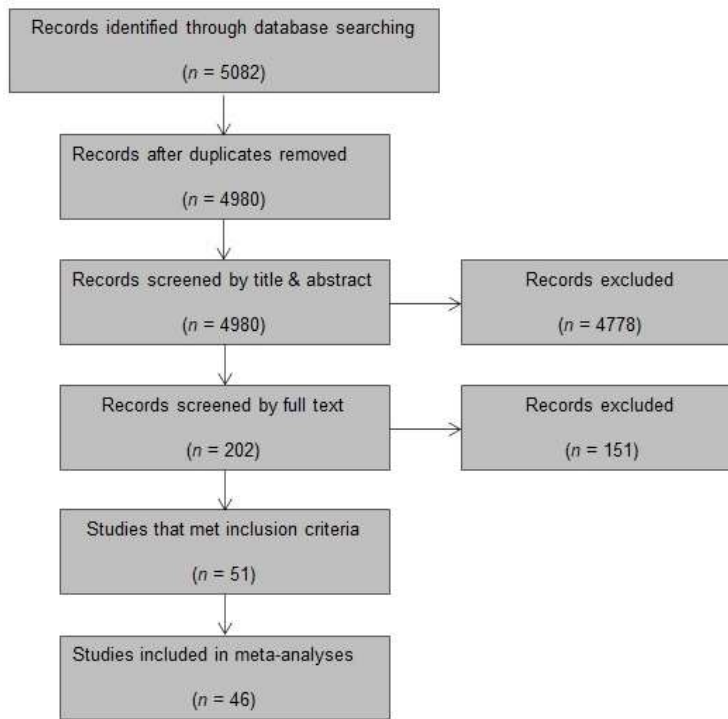 Records identified through database searching
(n = 5082)
Records after duplicates removed
(n = 4980)
Records screened by title & abstract
(n = 4980)
Records excluded
(n = 4778)
Records screened by full text
(n = 202)
Records excluded
(n = 151)
Studies that met inclusion criteria
(n = 51)
Studies included in meta-analyses
(n = 46)